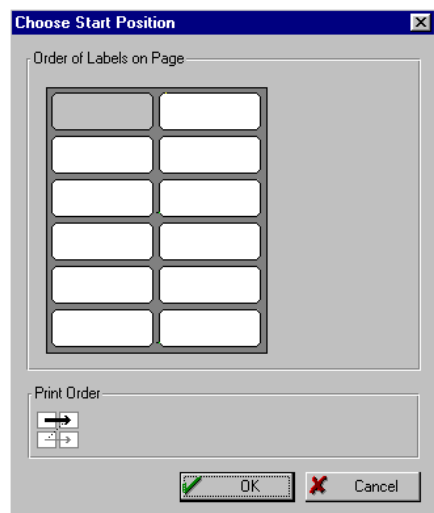 Choose Start Position
Order of Labels on Page
Print Order
OK
Cancel